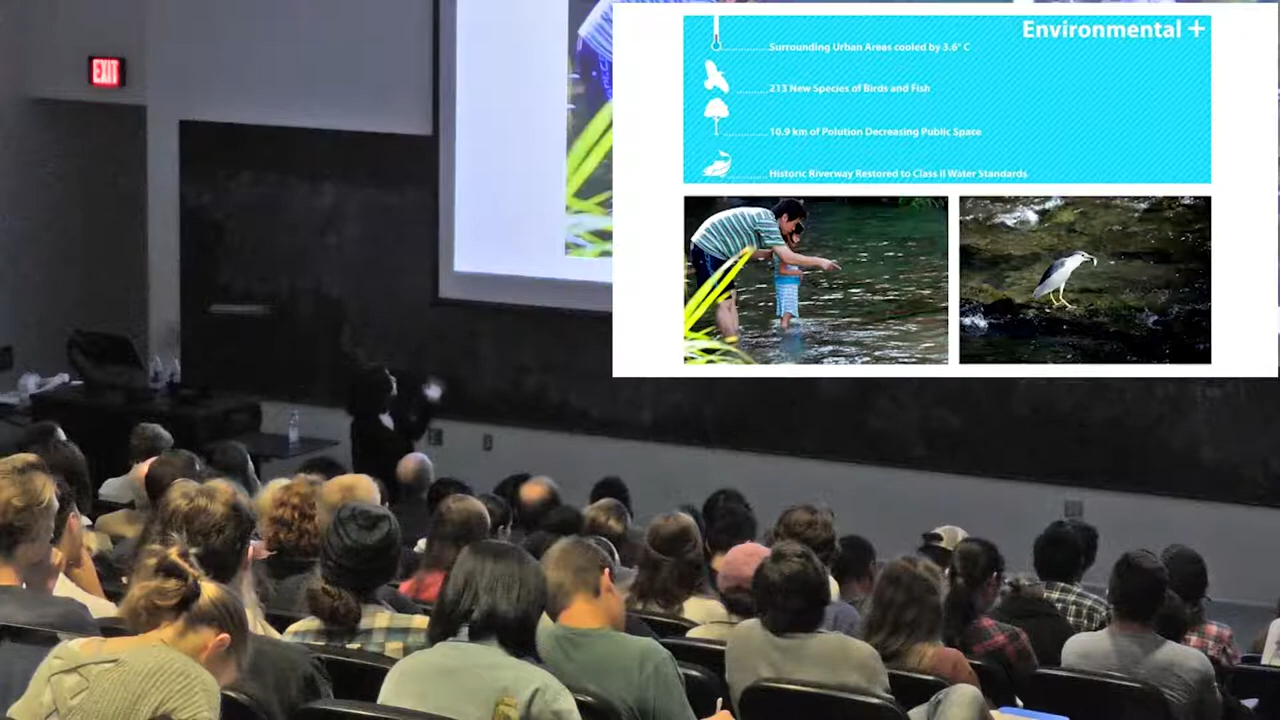 EXIT
Environmental +
Surrounding Urban Areas cooled by 3.6° C
213 New Species of Birds and Fish
10.9 km of Polution Decreasing Public Space
Historic Riverway Restored to Class II Water Standards